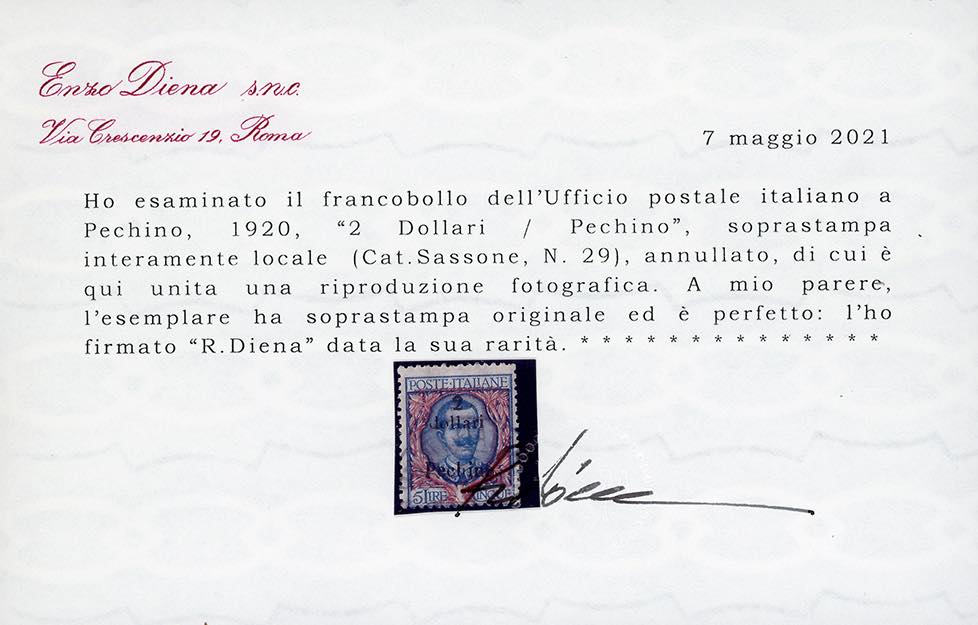 Enzo Diena s.n.c.
Via Crescenzio 19, Roma
7 maggio 2021
Ho esaminato il francobollo dell'Ufficio postale italiano a
Pechino, 1920, “2 Dollari / Pechino”, soprastampa
interamente locale (Cat.Sassone, N. 29), annullato, di cui è
qui unita una riproduzione fotografica. A mio parere,
l'esemplare ha soprastampa originale ed è perfetto: l'ho
firmato “R.Diena” data la sua rarità. * * * * * * * * * * * * * *
POSTE·ITALIANE
2
dollari
Pechino
5 LIRE CINQUE